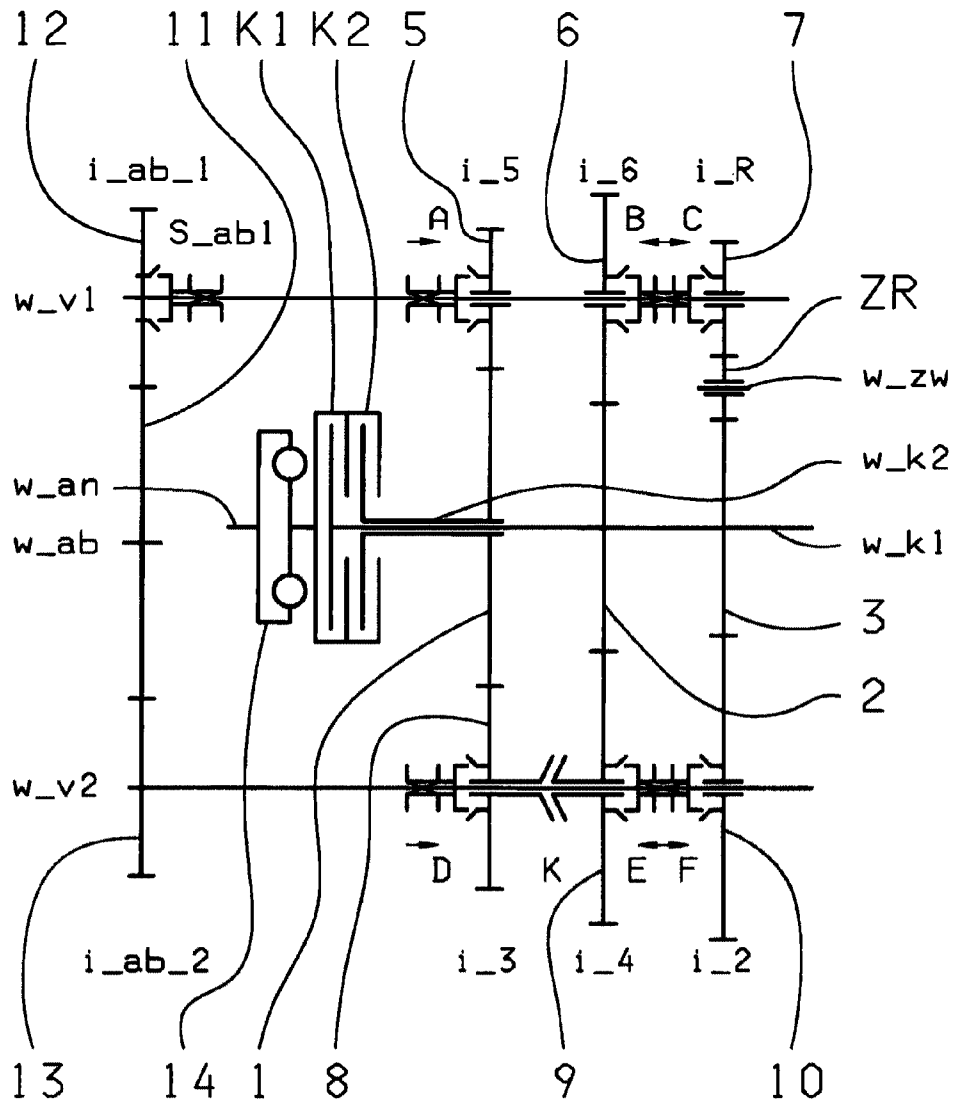 12 11 K1 K2 5 6 7
i_ab_1 i_5 i_6 i_R
S_ab1 A B C
w_v1 ZR
w_zw
w_an w_k2
w_ab w_k1
3
2
w_v2
D K E F
i_ab_2 i_3 i_4 i_2
13 14 1 8 9 10